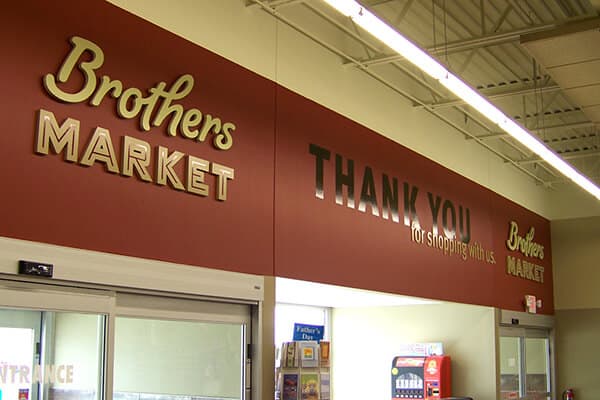 Brothers
MARKET
THANK YOU
for shopping with us.
Brothers
MARKET
Father's
Day
NTRANCE